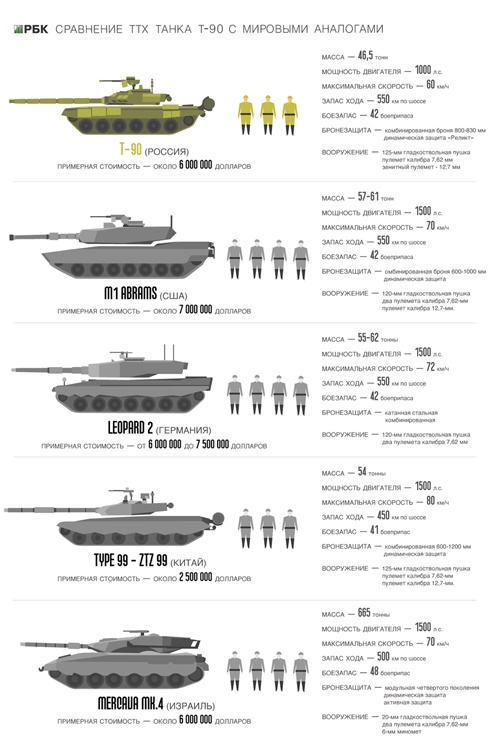 РБК СРАВНЕНИЕ ТТХ ТАНКА Т-90 С МИРОВЫМИ АНАЛОГАМИ
Т-90 (РОССИЯ)
ПРИМЕРНАЯ СТОИМОСТЬ — ОКОЛО 6 000 000 ДОЛЛАРОВ
МАССА — 46,5 тонн
МОЩНОСТЬ ДВИГАТЕЛЯ — 1000 л.с.
МАКСИМАЛЬНАЯ СКОРОСТЬ — 60 км/ч
ЗАПАС ХОДА — 550 км по шоссе
БОЕЗАПАС — 42 боеприпаса
БРОНЕЗАЩИТА — комбинированная броня 800-830 мм
динамическая защита «Реликт»
ВООРУЖЕНИЕ — 125-мм гладкоствольная пушка
пулемет калибра 7,62 мм
зенитный пулемет - 12,7 мм
M1 ABRAMS (США)
ПРИМЕРНАЯ СТОИМОСТЬ — ОКОЛО 7 000 000 ДОЛЛАРОВ
МАССА — 57-61 тонн
МОЩНОСТЬ ДВИГАТЕЛЯ — 1500 л.с.
МАКСИМАЛЬНАЯ СКОРОСТЬ — 70 км/ч
ЗАПАС ХОДА — 550 км по шоссе
БОЕЗАПАС — 42 боеприпаса
БРОНЕЗАЩИТА — омбинированная броня 600-1000 мм
динамическая защита
ВООРУЖЕНИЕ — 120-мм гладкоствольная пушка
два пулемета калибра 7,62-мм
пулемет калибра 12,7-мм.
LEOPARD 2 (ГЕРМАНИЯ)
ПРИМЕРНАЯ СТОИМОСТЬ — ОТ 6 000 000 ДО 7 500 000 ДОЛЛАРОВ
МАССА — 55-62 тонны
МОЩНОСТЬ ДВИГАТЕЛЯ — 1500 л.с.
МАКСИМАЛЬНАЯ СКОРОСТЬ — 72 км/ч
ЗАПАС ХОДА — 550 км по шоссе
БОЕЗАПАС — 42 боеприпаса
БРОНЕЗАЩИТА — катанная стальная
комбинированная
ВООРУЖЕНИЕ — 120-мм гладкоствольная пушка
два пулемета калибра 7,62 мм
TYPE 99 - ZTZ 99 (КИТАЙ)
ПРИМЕРНАЯ СТОИМОСТЬ — ОКОЛО 2 500 000 ДОЛЛАРОВ
МАССА — 54 тонны
МОЩНОСТЬ ДВИГАТЕЛЯ — 1500 л.с.
МАКСИМАЛЬНАЯ СКОРОСТЬ — 80 км/ч
ЗАПАС ХОДА — 450 км по шоссе
БОЕЗАПАС — 41 боеприпас
БРОНЕЗАЩИТА — комбинированная 600-1200 мм
динамическая защита
ВООРУЖЕНИЕ — 125-мм гладкоствольная пушка
пулемет калибра 7,62-мм
пулемет калибра 12,7-мм.
MERCAVA MK.4 (ИЗРАИЛЬ)
ПРИМЕРНАЯ СТОИМОСТЬ — ОКОЛО 6 000 000 ДОЛЛАРОВ
МАССА — 665 тонны
МОЩНОСТЬ ДВИГАТЕЛЯ — 1500 л.с.
МАКСИМАЛЬНАЯ СКОРОСТЬ — 70 км/ч
ЗАПАС ХОДА — 500 км по шоссе
БОЕЗАПАС — 48 боеприпас
БРОНЕЗАЩИТА — модульная четвертого поколения
динамическая защита
активная защита
ВООРУЖЕНИЕ — 20-мм гладкоствольная пушка
два пулемета калибра 7,62-мм
6-мм миномет